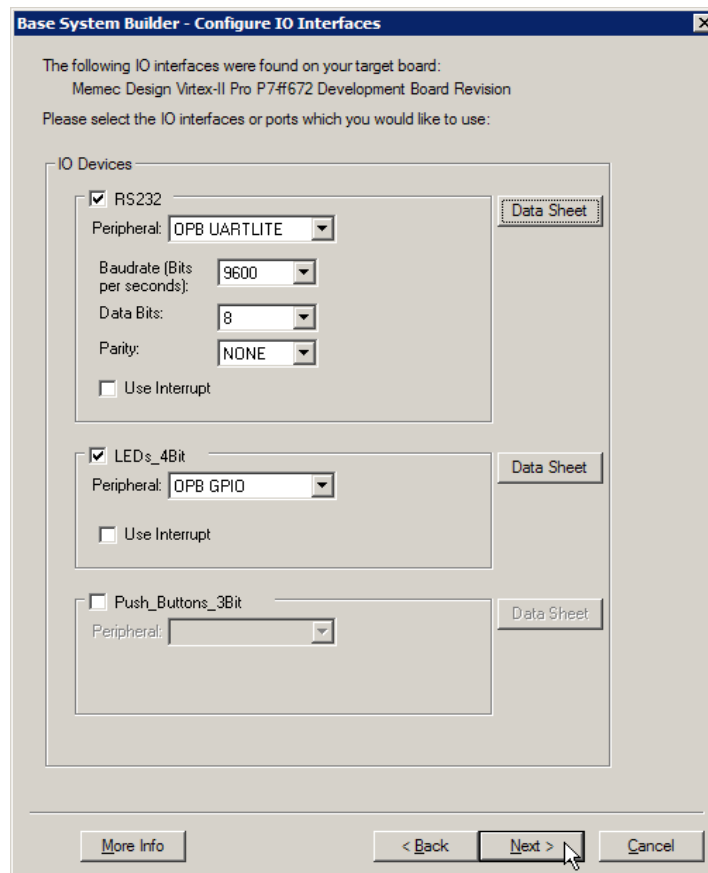 Base System Builder - Configure IO Interfaces
The following IO interfaces were found on your target board:
Memec Design Virtex-II Pro P7-ff672 Development Board Revision
Please select the IO interfaces or ports which you would like to use:
IO Devices
RS232
Data Sheet
Peripheral: OPB UARTLITE
Baudrate (Bits
per seconds): 9600
Data Bits: 8
Parity: NONE
Use Interrupt
LEDs_4Bit
Data Sheet
Peripheral: OPB GPIO
Use Interrupt
Push_Buttons_3Bit
Data Sheet
Peripheral:
More Info < Back Next > Cancel